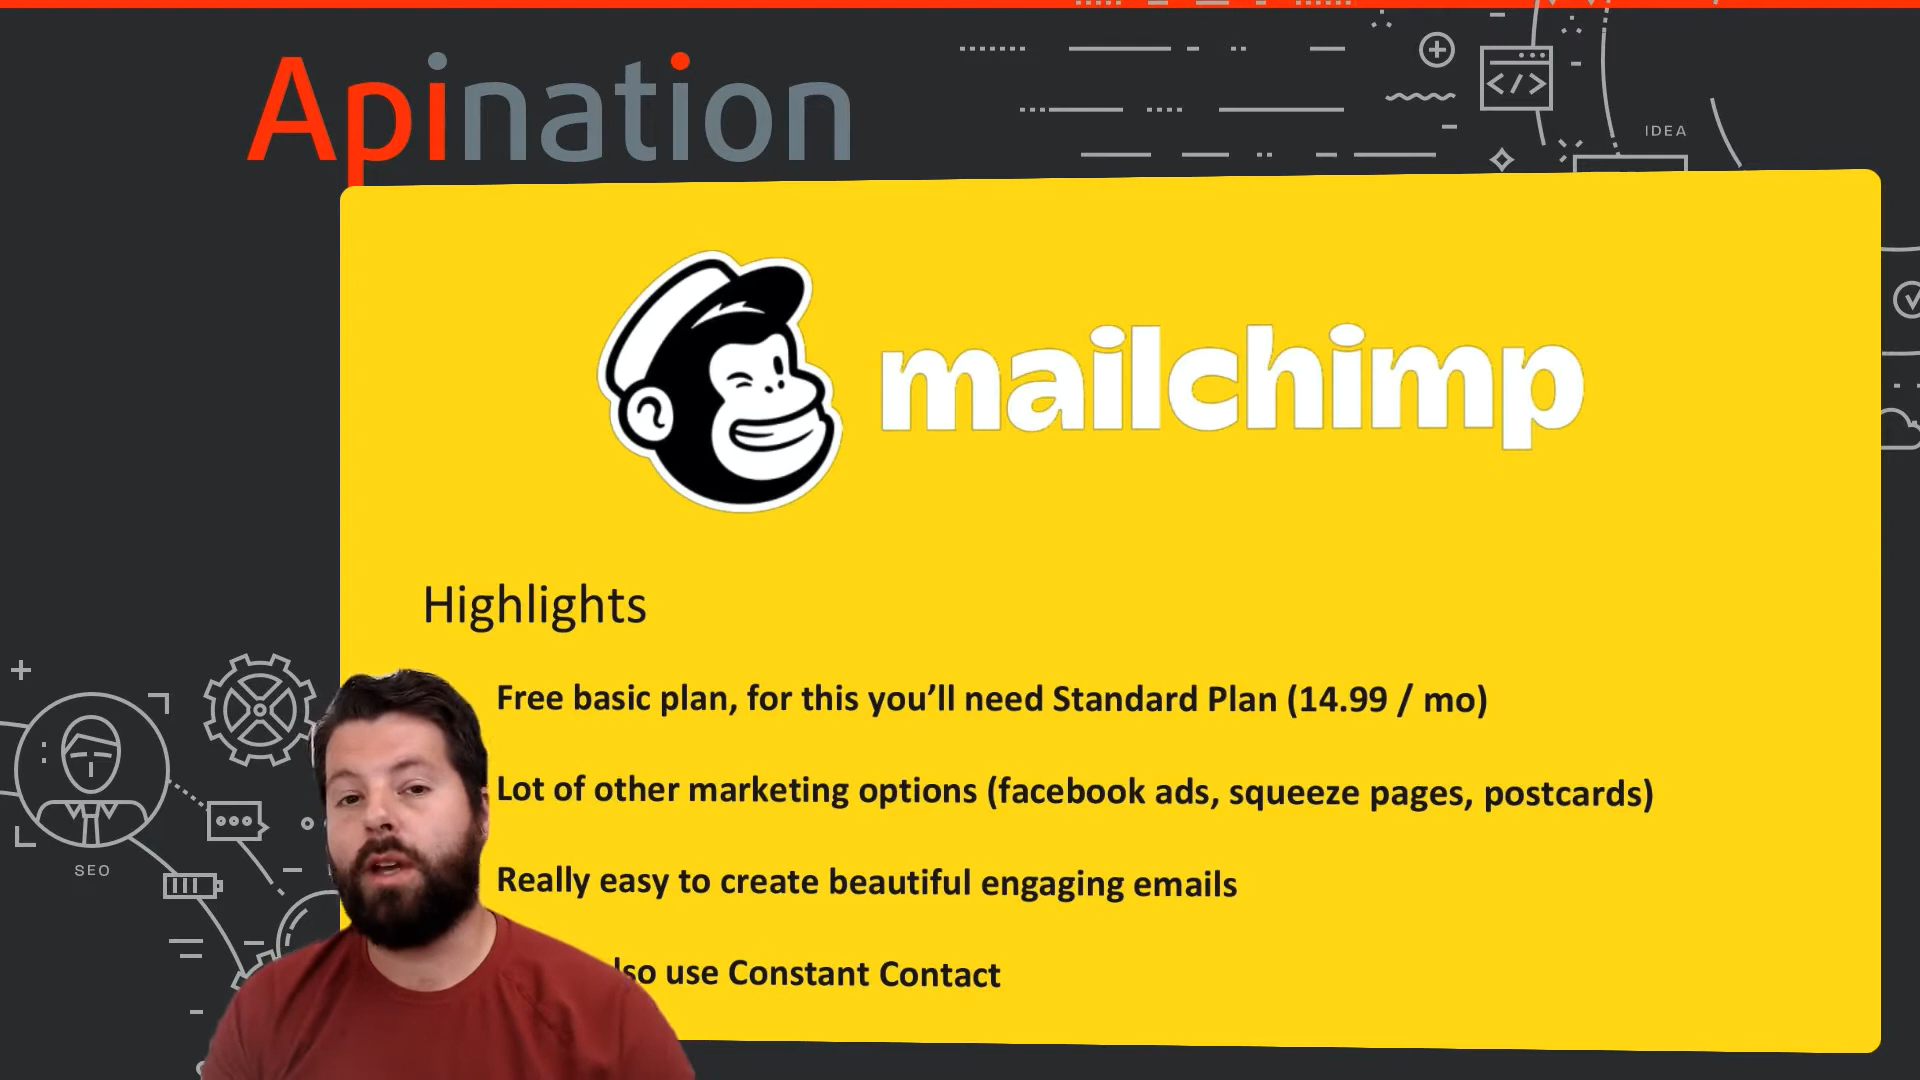 Apination
IDEA
mailchimp
Highlights
Free basic plan, for this you’ll need Standard Plan (14.99 / mo)
Lot of other marketing options (facebook ads, squeeze pages, postcards)
Really easy to create beautiful engaging emails
SEO
use Constant Contact